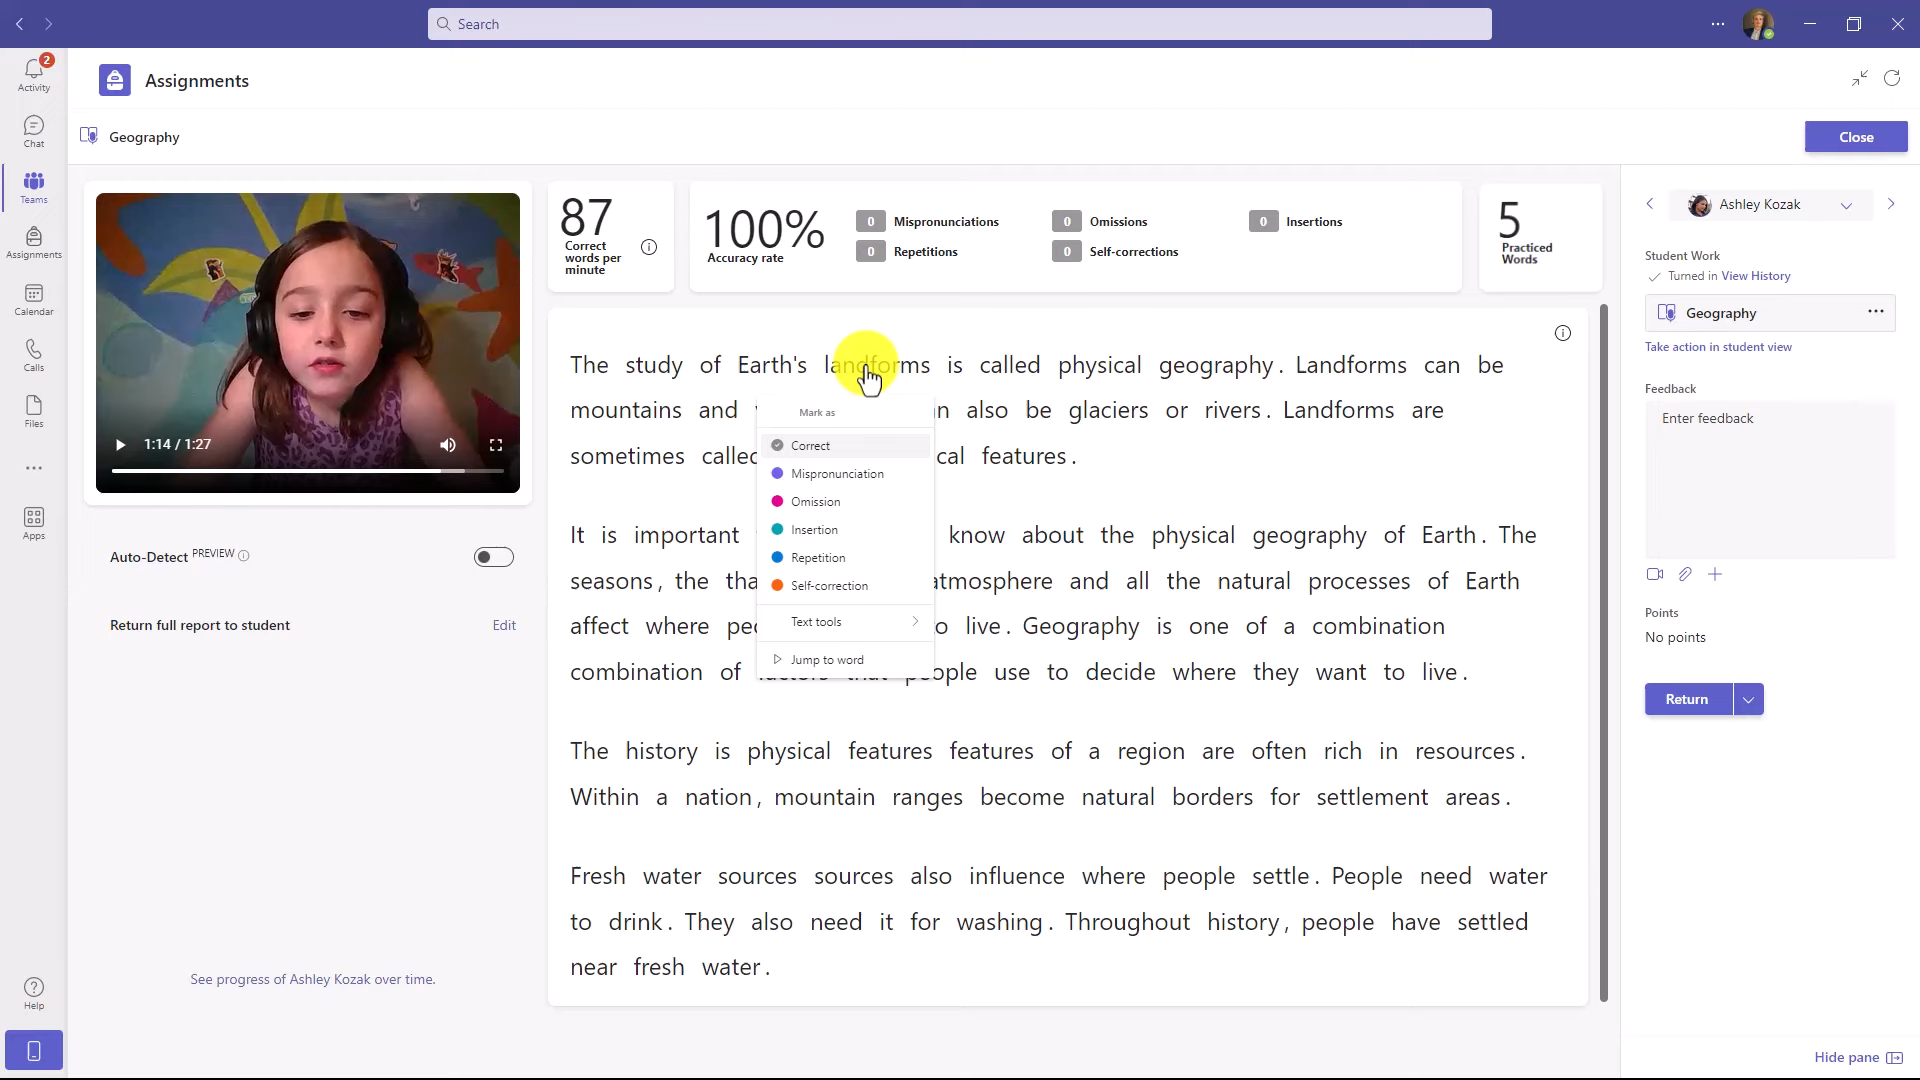 Search
2
Activity
Chat
Teams
Assignments
Calendar
Calls
Files
Apps
Help
Assignments
Geography
Close
1:14 / 1:27
Auto-Detect PREVIEW
Return full report to student
Edit
See progress of Ashley Kozak over time.
87
Correct
words per
minute
100%
Accuracy rate
0 Mispronunciations
0 Omissions
0 Insertions
0 Repetitions
0 Self-corrections
5
Practiced
Words
The study of Earth's landforms is called physical geography. Landforms can be
mountains and also be glaciers or rivers. Landforms are
sometimes features.
It is important know about the physical geography of Earth. The
seasons, the atmosphere and all the natural processes of Earth
affect where live. Geography is one of a combination
combination of factors that people use to decide where they want to live.
The history is physical features features of a region are often rich in resources.
Within a nation, mountain ranges become natural borders for settlement areas.
Fresh water sources sources also influence where people settle. People need water
to drink. They also need it for washing. Throughout history, people have settled
near fresh water.
Mark as
Correct
Mispronunciation
Omission
Insertion
Repetition
Self-correction
Text tools
Jump to word
Ashley Kozak
Student Work
Turned in View History
Geography
Take action in student view
Feedback
Enter feedback
Points
No points
Return
Hide pane